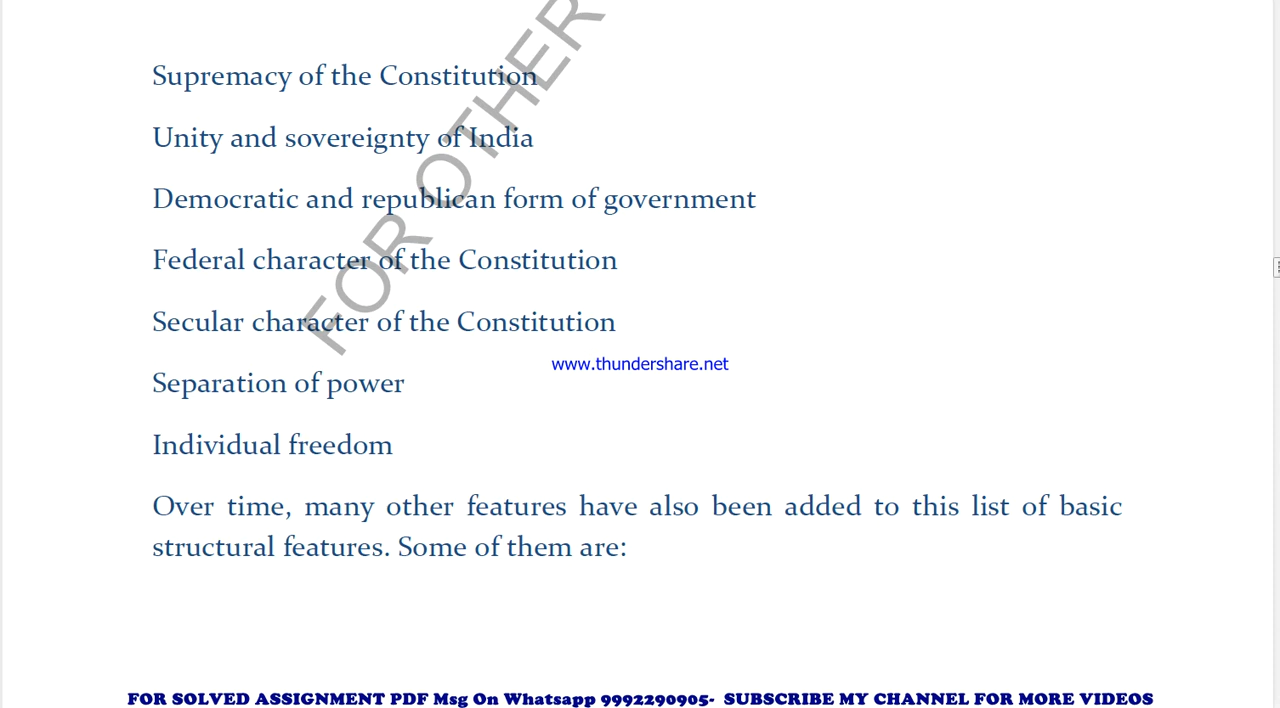 Supremacy of the Constitution
Unity and sovereignty of India
Democratic and republican form of government
Federal character of the Constitution
Secular character of the Constitution
www.thundershare.net
Separation of power
Individual freedom
Over time, many other features have also been added to this list of basic
structural features. Some of them are:
FOR OTHER
FOR SOLVED ASSIGNMENT PDF Msg On Whatsapp 9992290905- SUBSCRIBE MY CHANNEL FOR MORE VIDEOS